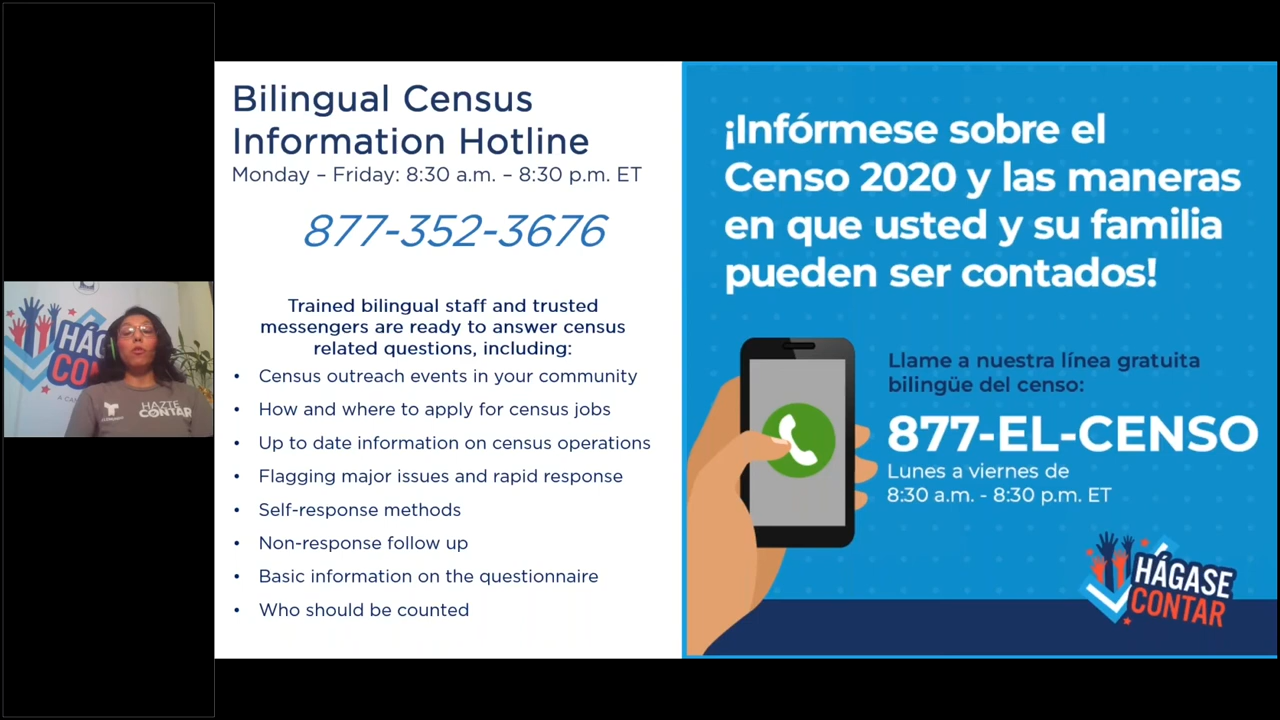 Bilingual Census
Information Hotline
Monday – Friday: 8:30 a.m. – 8:30 p.m. ET
877-352-3676
Trained bilingual staff and trusted
messengers are ready to answer census
related questions, including:
• Census outreach events in your community
• How and where to apply for census jobs
• Up to date information on census operations
• Flagging major issues and rapid response
• Self-response methods
• Non-response follow up
• Basic information on the questionnaire
• Who should be counted
¡Infórmese sobre el
Censo 2020 y las maneras
en que usted y su familia
pueden ser contados!
Llame a nuestra línea gratuita
bilingüe del censo:
877-EL-CENSO
Lunes a viernes de
8:30 a.m. - 8:30 p.m. ET
HÁGASE
CONTAR
HAZTE
CONTAR